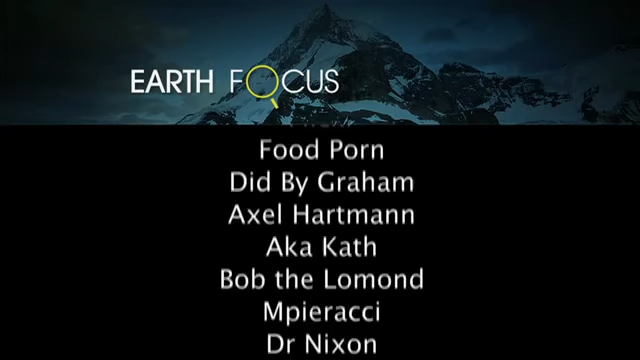 EARTH FOCUS
Food Porn
Did By Graham
Axel Hartmann
Aka Kath
Bob the Lomond
Mpieracci
Dr Nixon